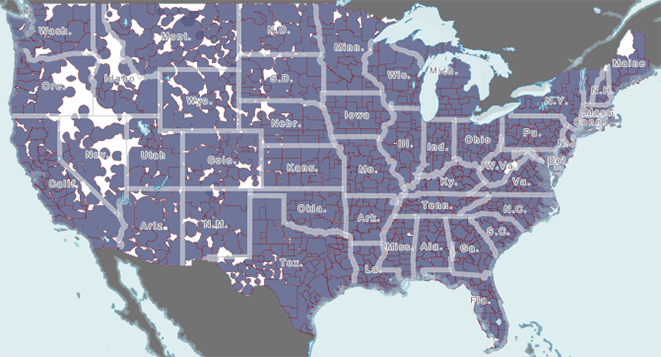 Wash.
Mont.
N.D.
Minn.
Maine
Ore.
Idaho
S.D.
Wis.
Mich.
N.Y.
N.H.
Mass.
Conn.
Wyo.
Nebr.
Iowa
Ill.
Ind.
Ohio
Pa.
N.J.
Del.
Nev.
Utah
Colo.
Kans.
Mo.
Ky.
W.Va.
Va.
Calif.
Ariz.
N.M.
Okla.
Ark.
Tenn.
N.C.
S.C.
Tex.
La.
Miss.
Ala.
Ga.
Fla.